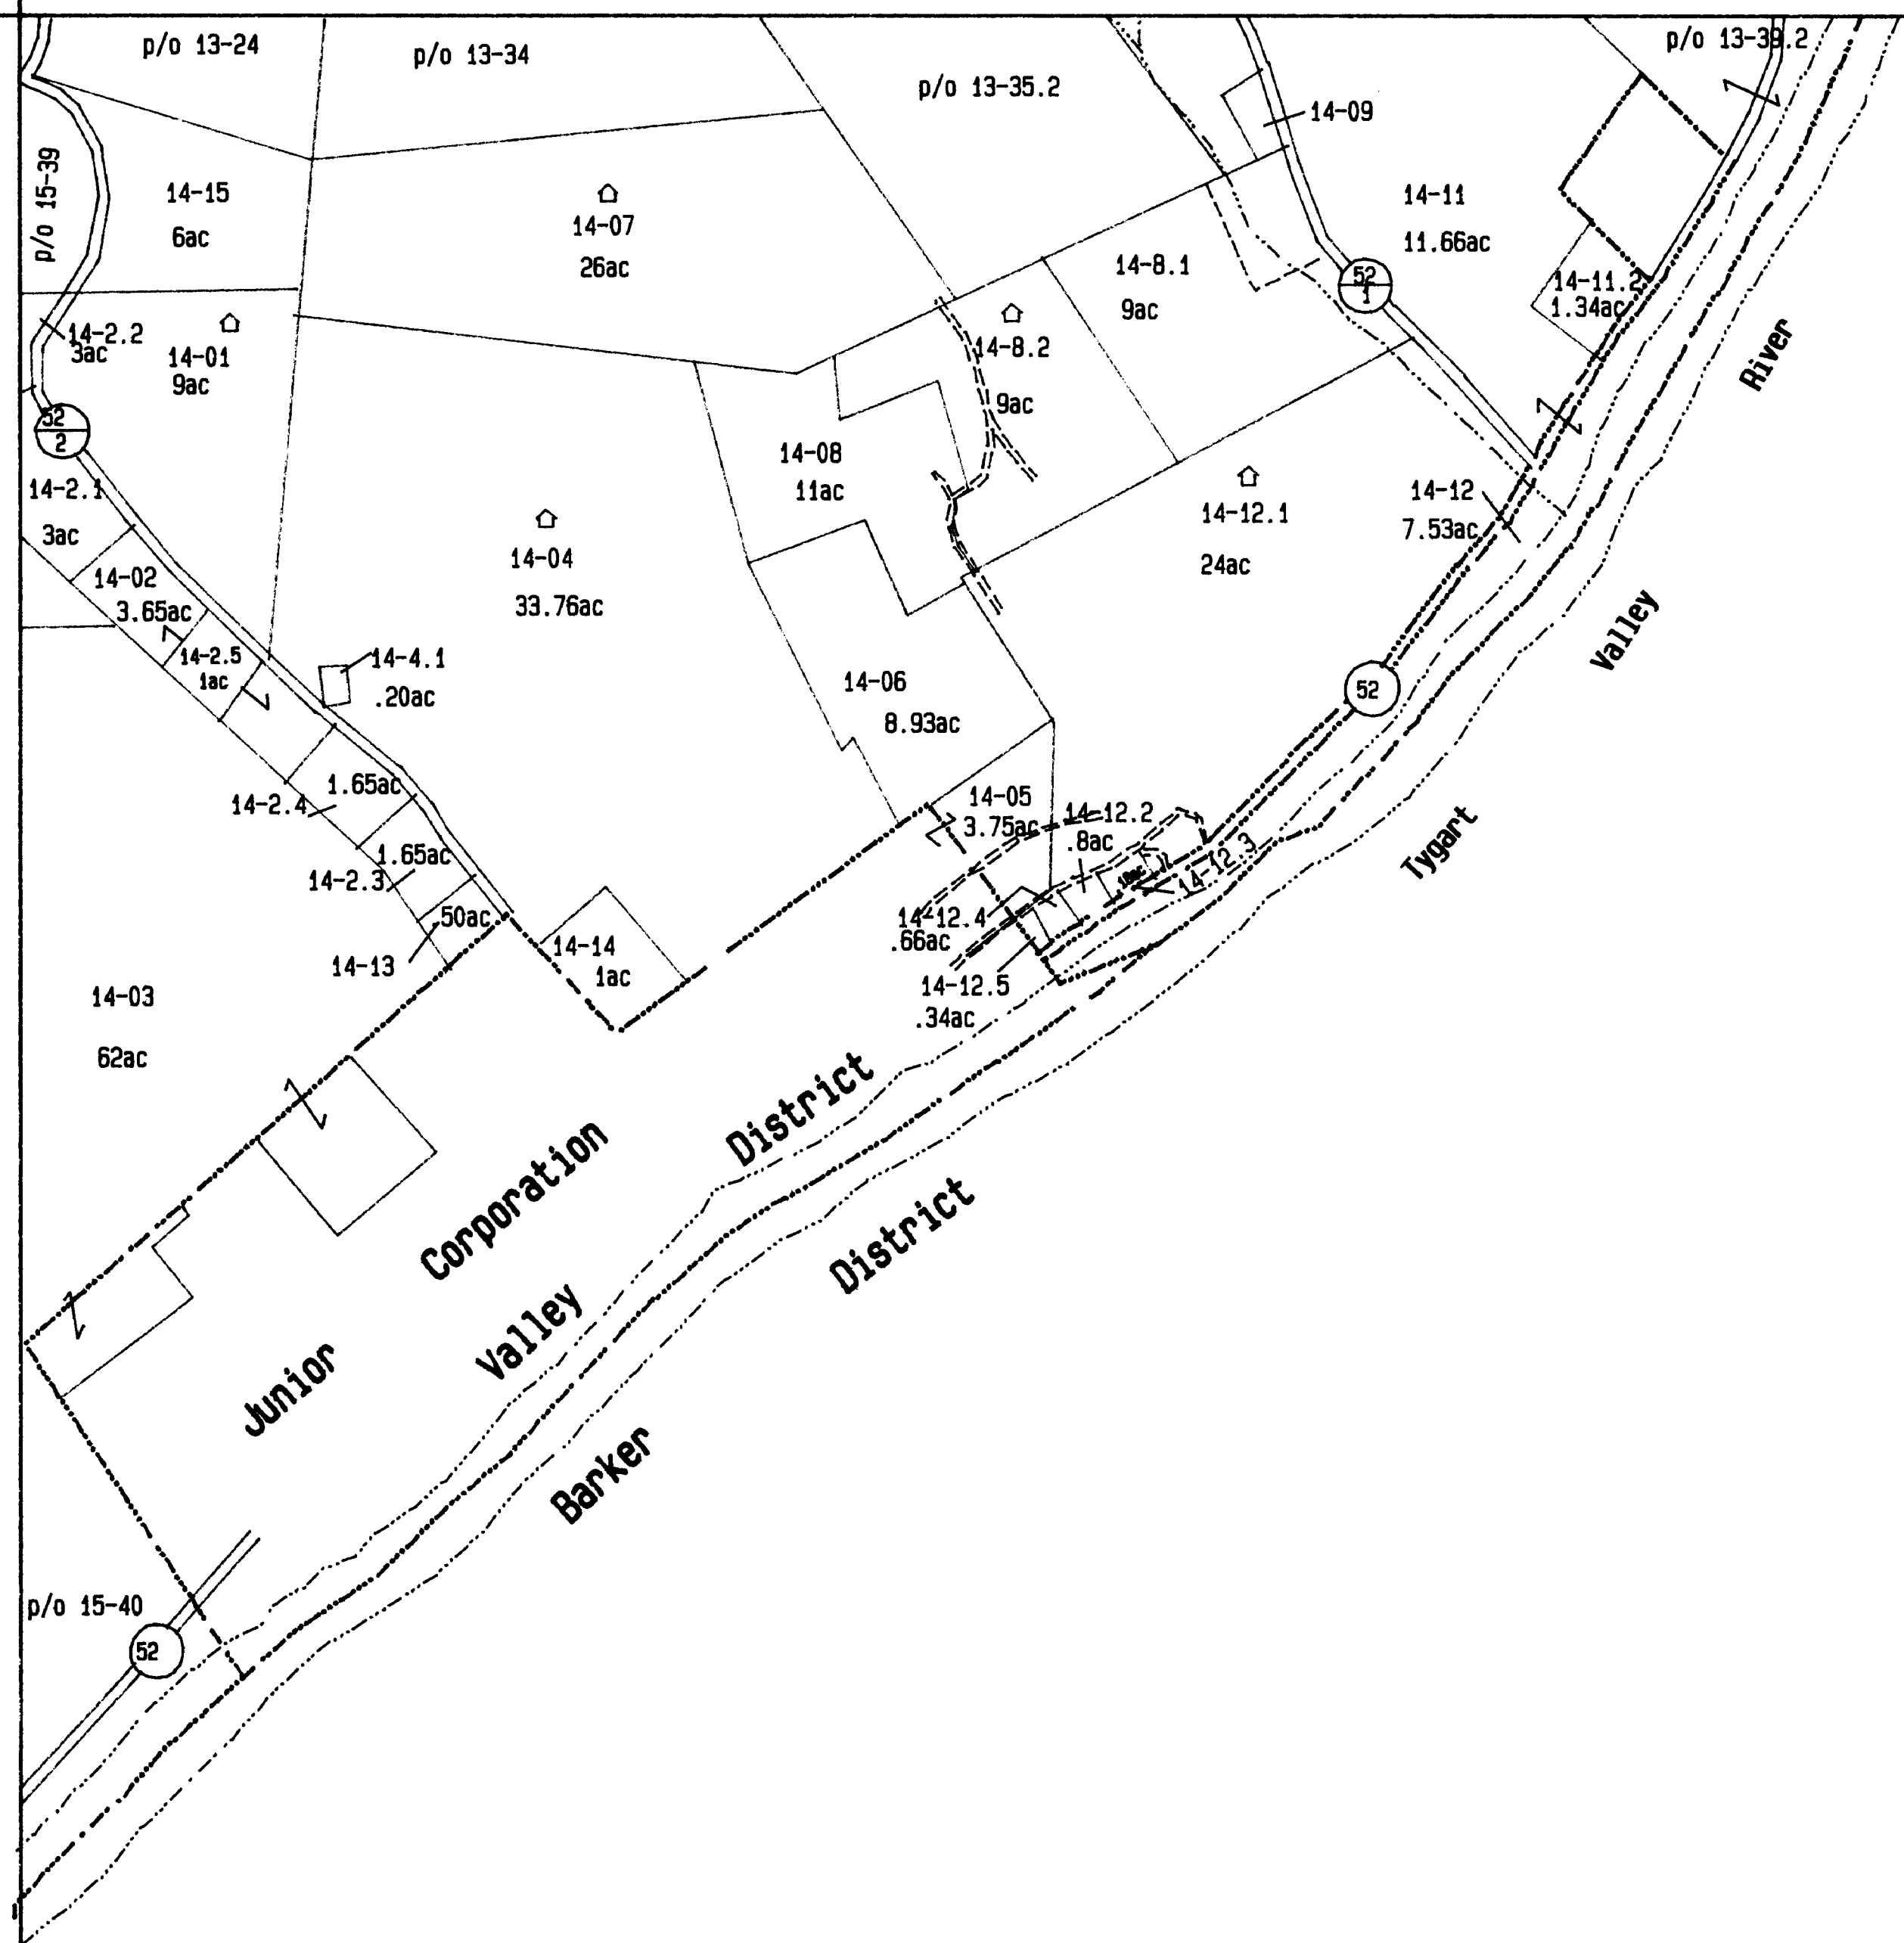 p/o 13-24
p/o 13-34
p/o 13-35.2
p/o 13-39.2
14-09
p/o 15-39
14-15
6ac
14-07
26ac
14-11
11.66ac
14-8.1
9ac
14-11.2
1.34ac
52
1
14-2.2
3ac
14-01
9ac
14-8.2
9ac
River
52
2
14-08
11ac
14-2.1
3ac
14-12
7.53ac
14-12.1
24ac
14-04
33.76ac
14-02
3.65ac
14-2.5
1ac
14-4.1
.20ac
14-06
8.93ac
52
Valley
1.65ac
14-2.4
14-05
3.75ac
14-12.2
.8ac
Tygart
1.65ac
14-2.3
14-12.3
.50ac
14-12.4
.66ac
14-13
14-14
1ac
14-12.5
.34ac
14-03
62ac
District
Corporation
District
Valley
Junior
Barker
p/o 15-40
52